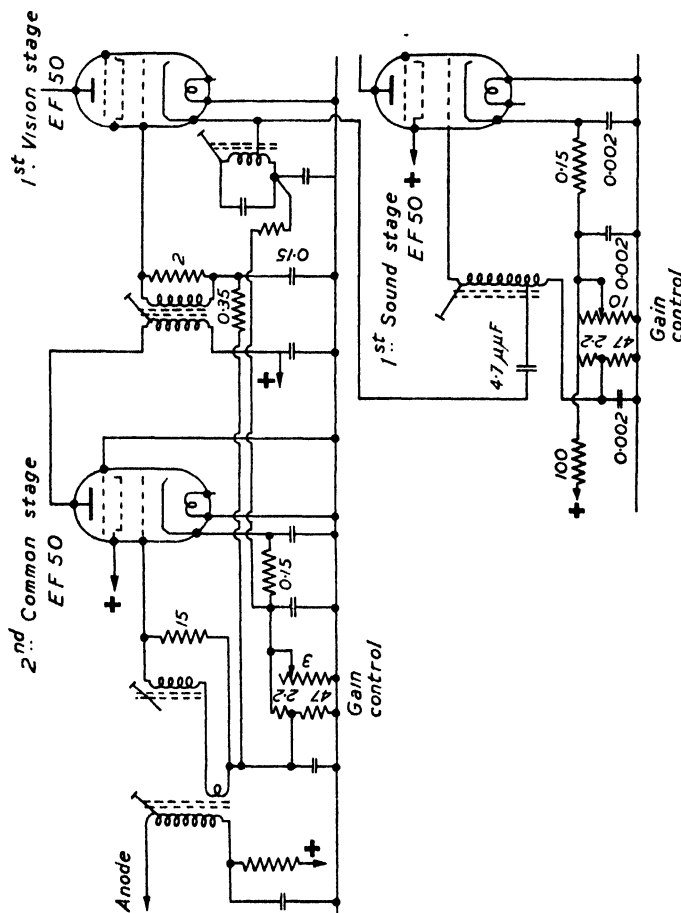 1st Vision stage
EF 50
2
0·35
0·15
+
2nd Common stage
EF 50
+
15
0·15
3
2·2
47
Gain
control
Anode
+
1st Sound stage
EF 50
+
4·7 μμF
0·15
0·002
0·002
10
2·2
47
Gain
control
100
+
0·002